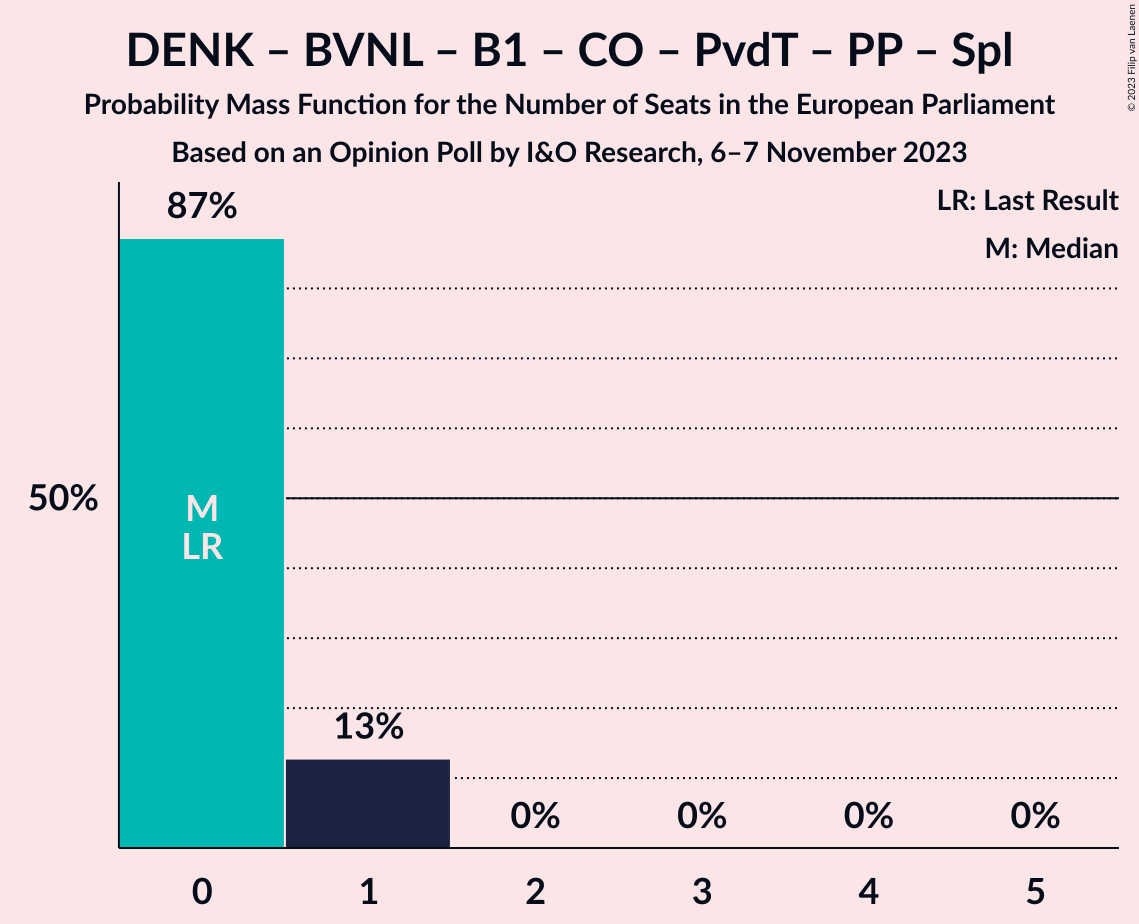 DENK – BVNL – B1 – CO – PvdT – PP – Spl
Probability Mass Function for the Number of Seats in the European Parliament
Based on an Opinion Poll by I&O Research, 6–7 November 2023
© 2023 Filip van Laenen
LR: Last Result
M: Median
87%
50%
M
LR
13%
0% 0% 0% 0%
0 1 2 3 4 5